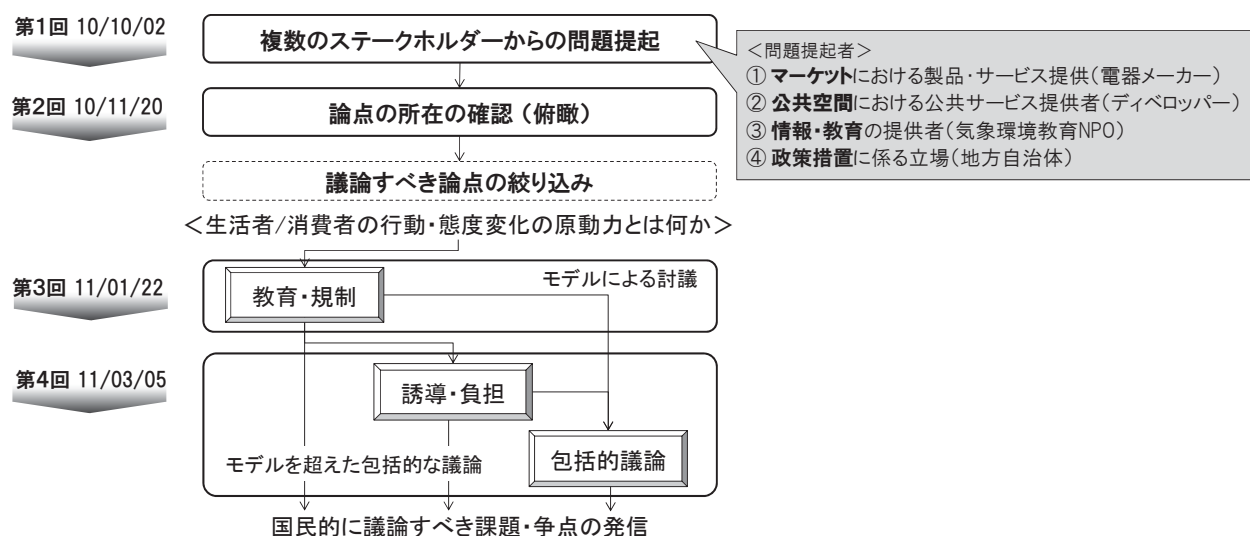 第1回 10/10/02
複数のステークホルダーからの問題提起
＜問題提起者＞
① マーケットにおける製品・サービス提供（電器メーカー）
② 公共空間における公共サービス提供者（ディベロッパー）
③ 情報・教育の提供者（気象環境教育NPO）
④ 政策措置に係る立場（地方自治体）
第2回 10/11/20
論点の所在の確認（俯瞰）
議論すべき論点の絞り込み
＜生活者/消費者の行動・態度変化の原動力とは何か＞
第3回 11/01/22
モデルによる討議
教育・規制
第4回 11/03/05
誘導・負担
モデルを超えた包括的な議論
包括的議論
国民的に議論すべき課題・争点の発信